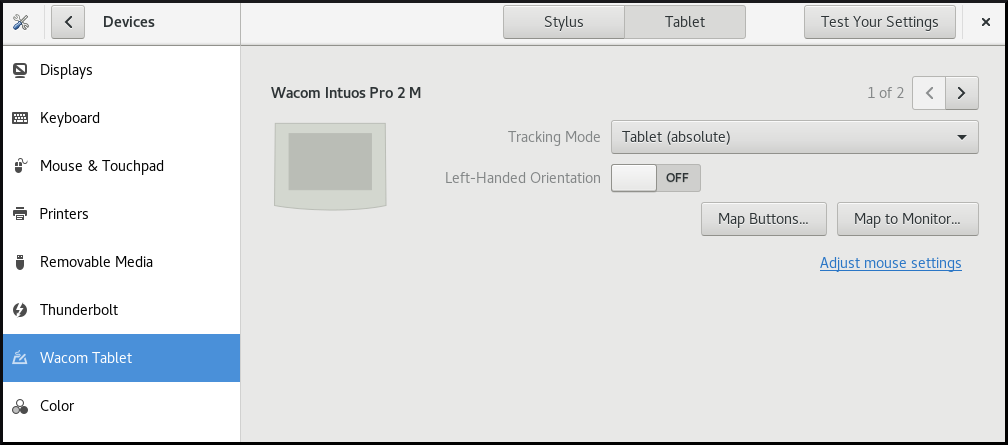 Devices
Stylus
Tablet
Test Your Settings
Displays
Keyboard
Mouse & Touchpad
Printers
Removable Media
Thunderbolt
Wacom Tablet
Color
Wacom Intuos Pro 2 M
1 of 2
Tracking Mode
Tablet (absolute)
Left-Handed Orientation
OFF
Map Buttons...
Map to Monitor...
Adjust mouse settings